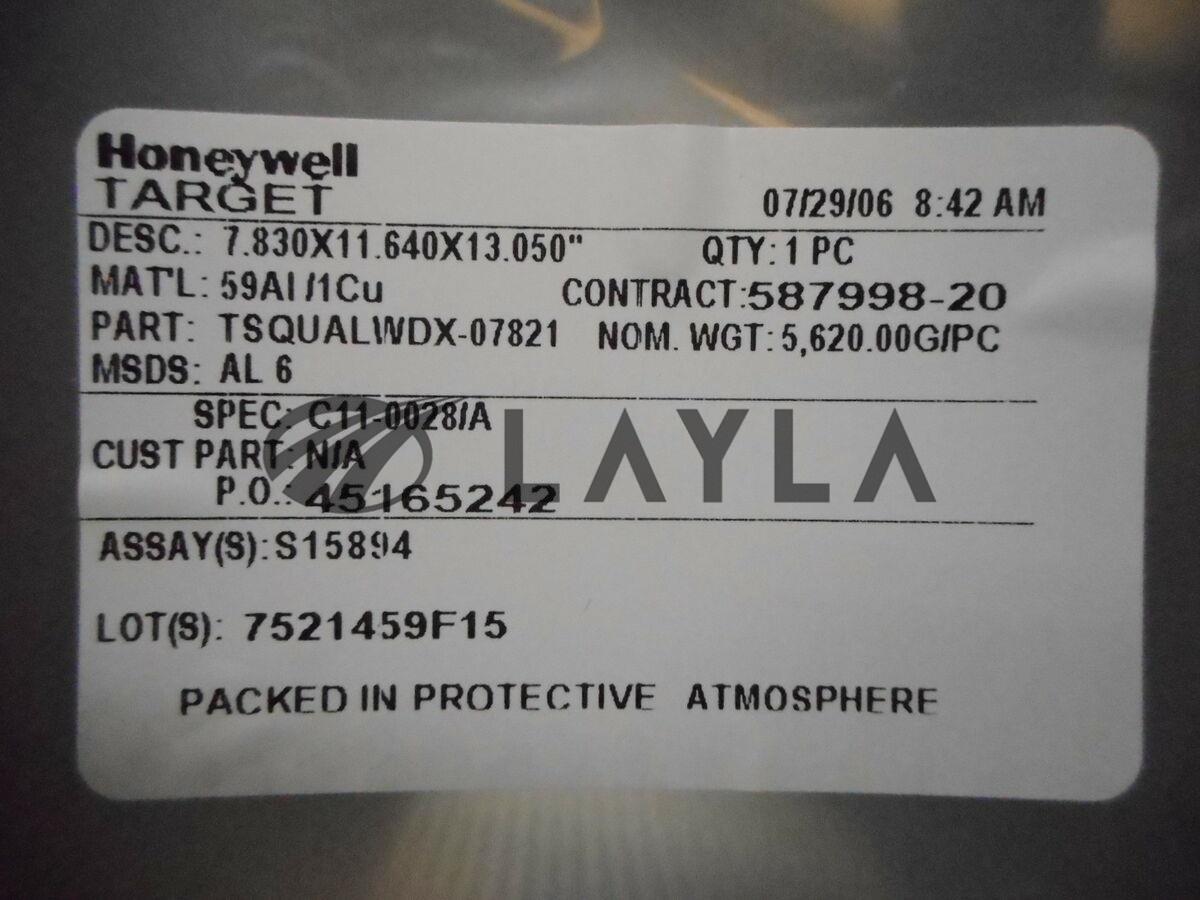 Honeywell
TARGET 07/29/06 8:42 AM
DESC.: 7.830X11.640X13.050" QTY: 1 PC
MAT'L: 59Al/1Cu CONTRACT:587998-20
PART: TSQUALWDX-07821 NOM. WGT: 5,620.00G/PC
MSDS: AL 6
SPEC: C11-0028/A
CUST PART: N/A
P.O.: 45165242
LAYLA
ASSAY(S): S15894
LOT(S): 7521459F15
PACKED IN PROTECTIVE ATMOSPHERE